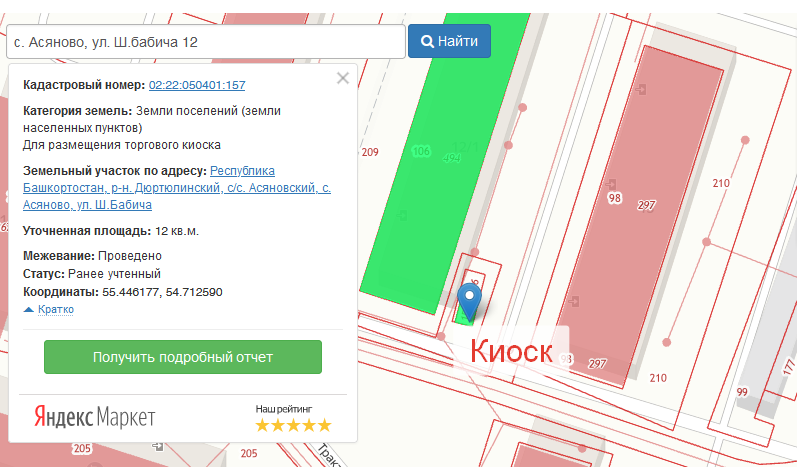 с. Асяново, ул. Ш.бабича 12
Найти
Кадастровый номер: 02:22:050401:157
Категория земель: Земли поселений (земли
населенных пунктов)
Для размещения торгового киоска
Земельный участок по адресу: Республика
Башкортостан, р-н. Дюртюлинский, с/с. Асяновский, с.
Асяново, ул. Ш.Бабича
Уточненная площадь: 12 кв.м.
Межевание: Проведено
Статус: Ранее учтенный
Координаты: 55.446177, 54.712590
Кратко
Получить подробный отчет
Яндекс Маркет
Наш рейтинг
209
106
494
98
297
210
210
Киоск
98
297
210
177
99
205
205